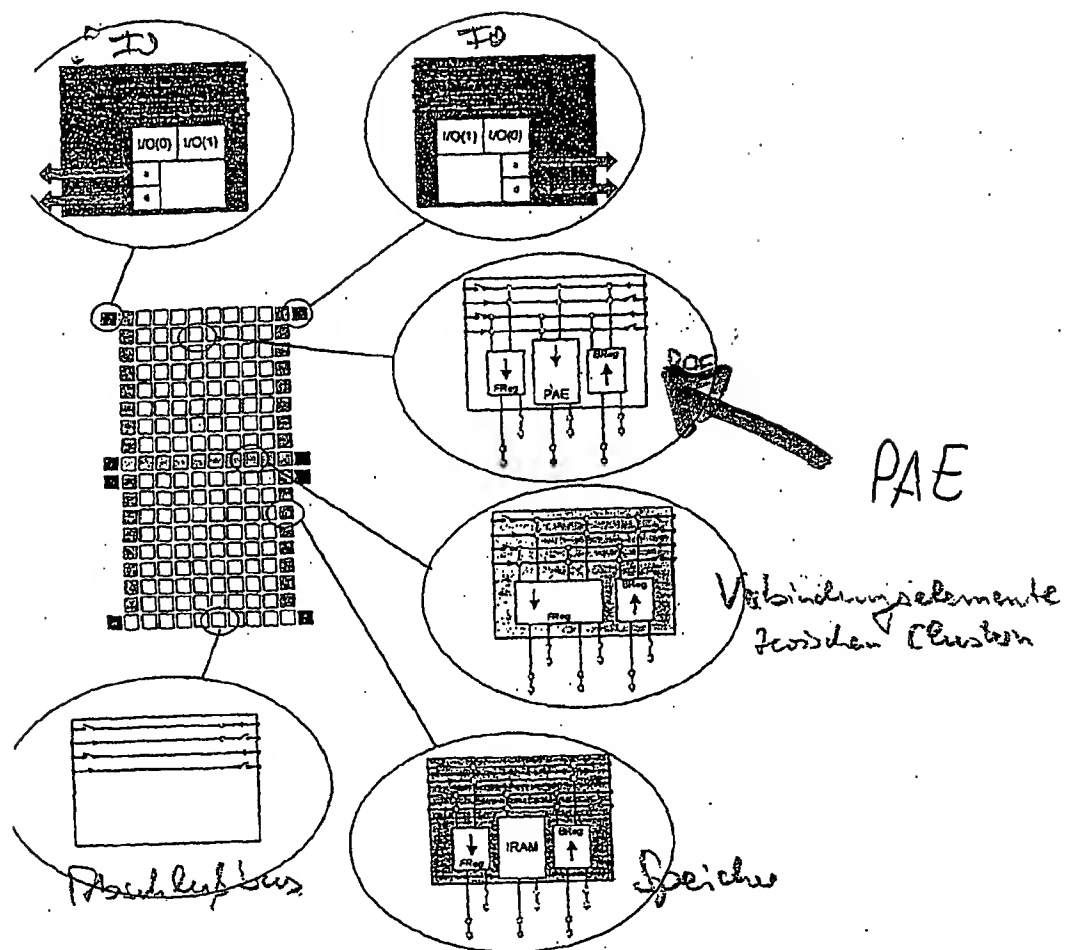 IO
IO
I/O(0) I/O(1)
a
d
I/O(1) I/O(0)
a
d
FReg
PAE
BReg
PAE
FReg
BReg
Verbindungselemente
zwischen Clustern
FReg
IRAM
BReg
Abschlußbus
Speicher